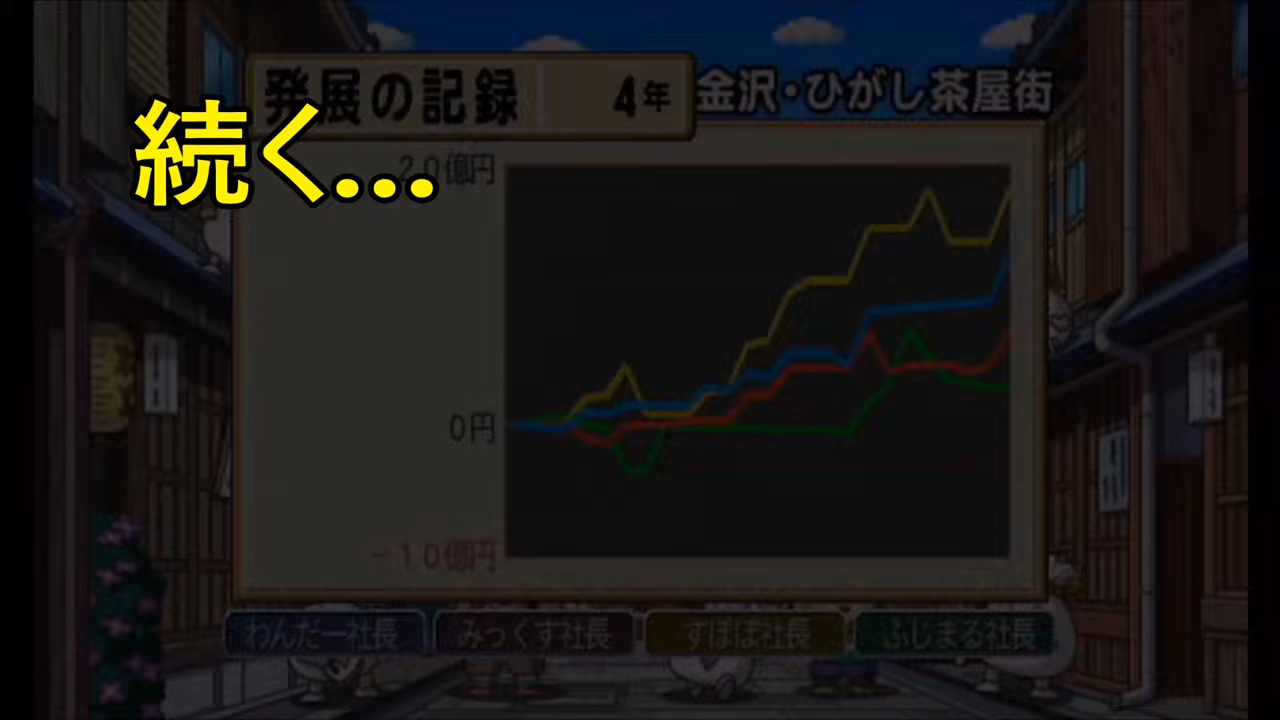 発展の記録 4年
金沢・ひがし茶屋街
続く...
20億円
0円
-10億円
わんだー社長 みっくす社長 すぽぽ社長 ふじまる社長